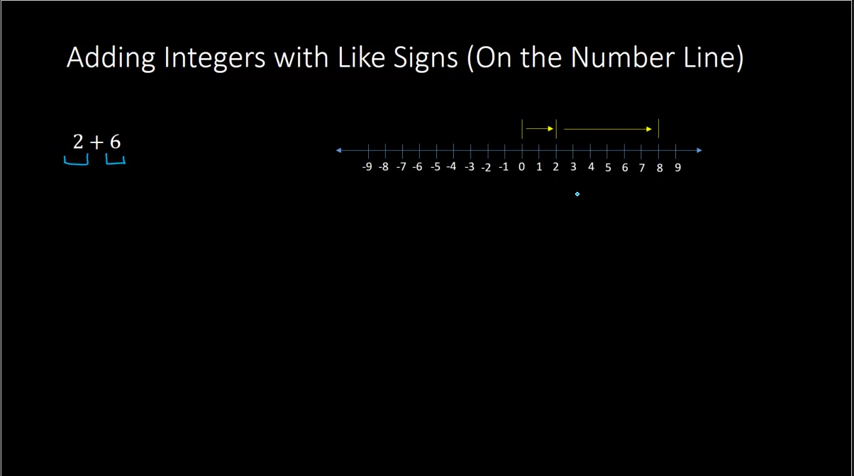 Adding Integers with Like Signs (On the Number Line)
2 + 6
-9 -8 -7 -6 -5 -4 -3 -2 -1 0 1 2 3 4 5 6 7 8 9